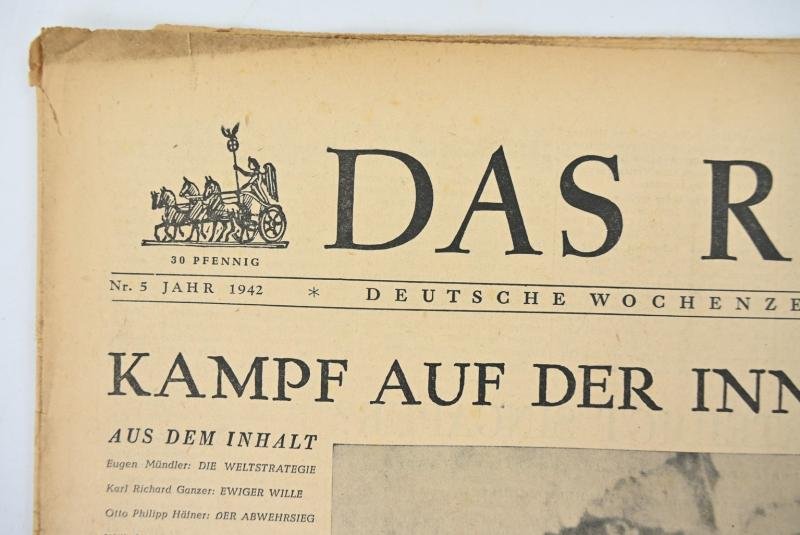 DAS R
30 PFENNIG
Nr. 5 JAHR 1942 * DEUTSCHE WOCHENZE
KAMPF AUF DER INN
AUS DEM INHALT
Eugen Mündler: DIE WELTSTRATEGIE
Karl Richard Ganzer: EWIGER WILLE
Otto Philipp Häfner: DER ABWEHRSIEG